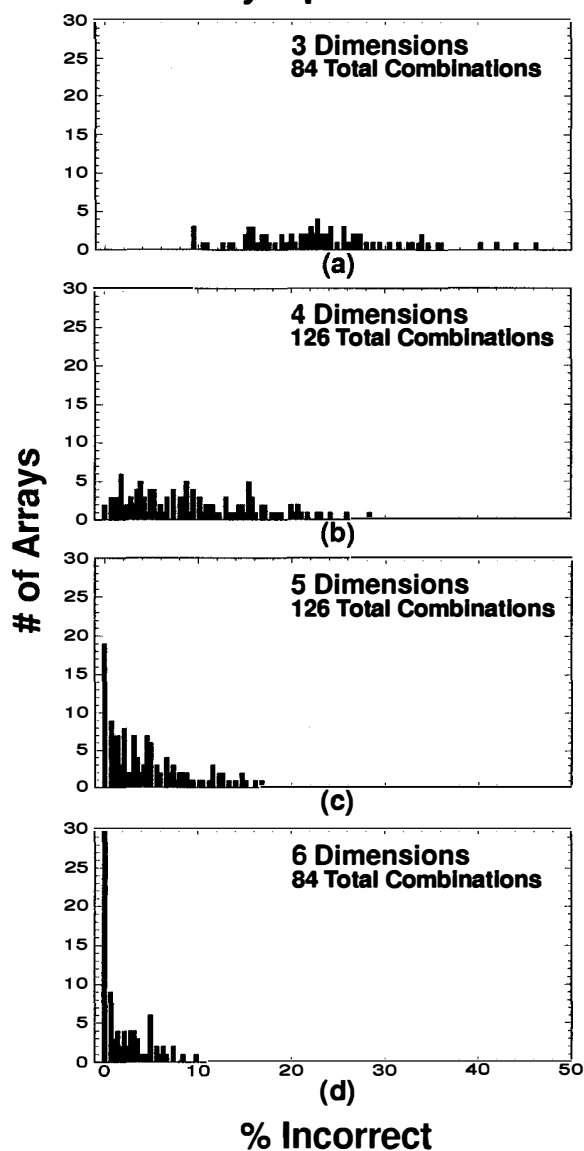 30
3 Dimensions
84 Total Combinations
25
20
15
10
5
0
(a)
30
4 Dimensions
126 Total Combinations
25
20
15
10
5
0
(b)
# of Arrays
30
5 Dimensions
126 Total Combinations
25
20
15
10
5
0
(c)
30
6 Dimensions
84 Total Combinations
25
20
15
10
5
0
0 10 20 30 40 50
(d)
% Incorrect